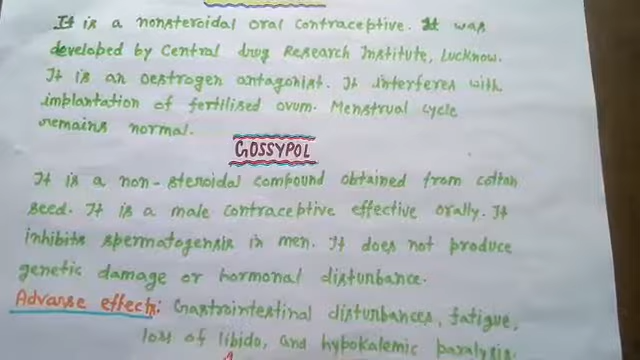 It is a nonsteroidal oral contraceptive. It was
developed by Central drug Research Institute, Lucknow.
It is an oestrogen antagonist. It interferes with
implantation of fertilised ovum. Menstrual cycle
remains normal.
GOSSYPOL
It is a non-steroidal compound obtained from cotton
seed. It is a male contraceptive effective orally. It
inhibits spermatogensis in men. It does not produce
genetic damage or hormonal disturbance.
Advanse effects: Gastrointestinal disturbances, fatigue,
loss of libido, and hypokalemic paralysis